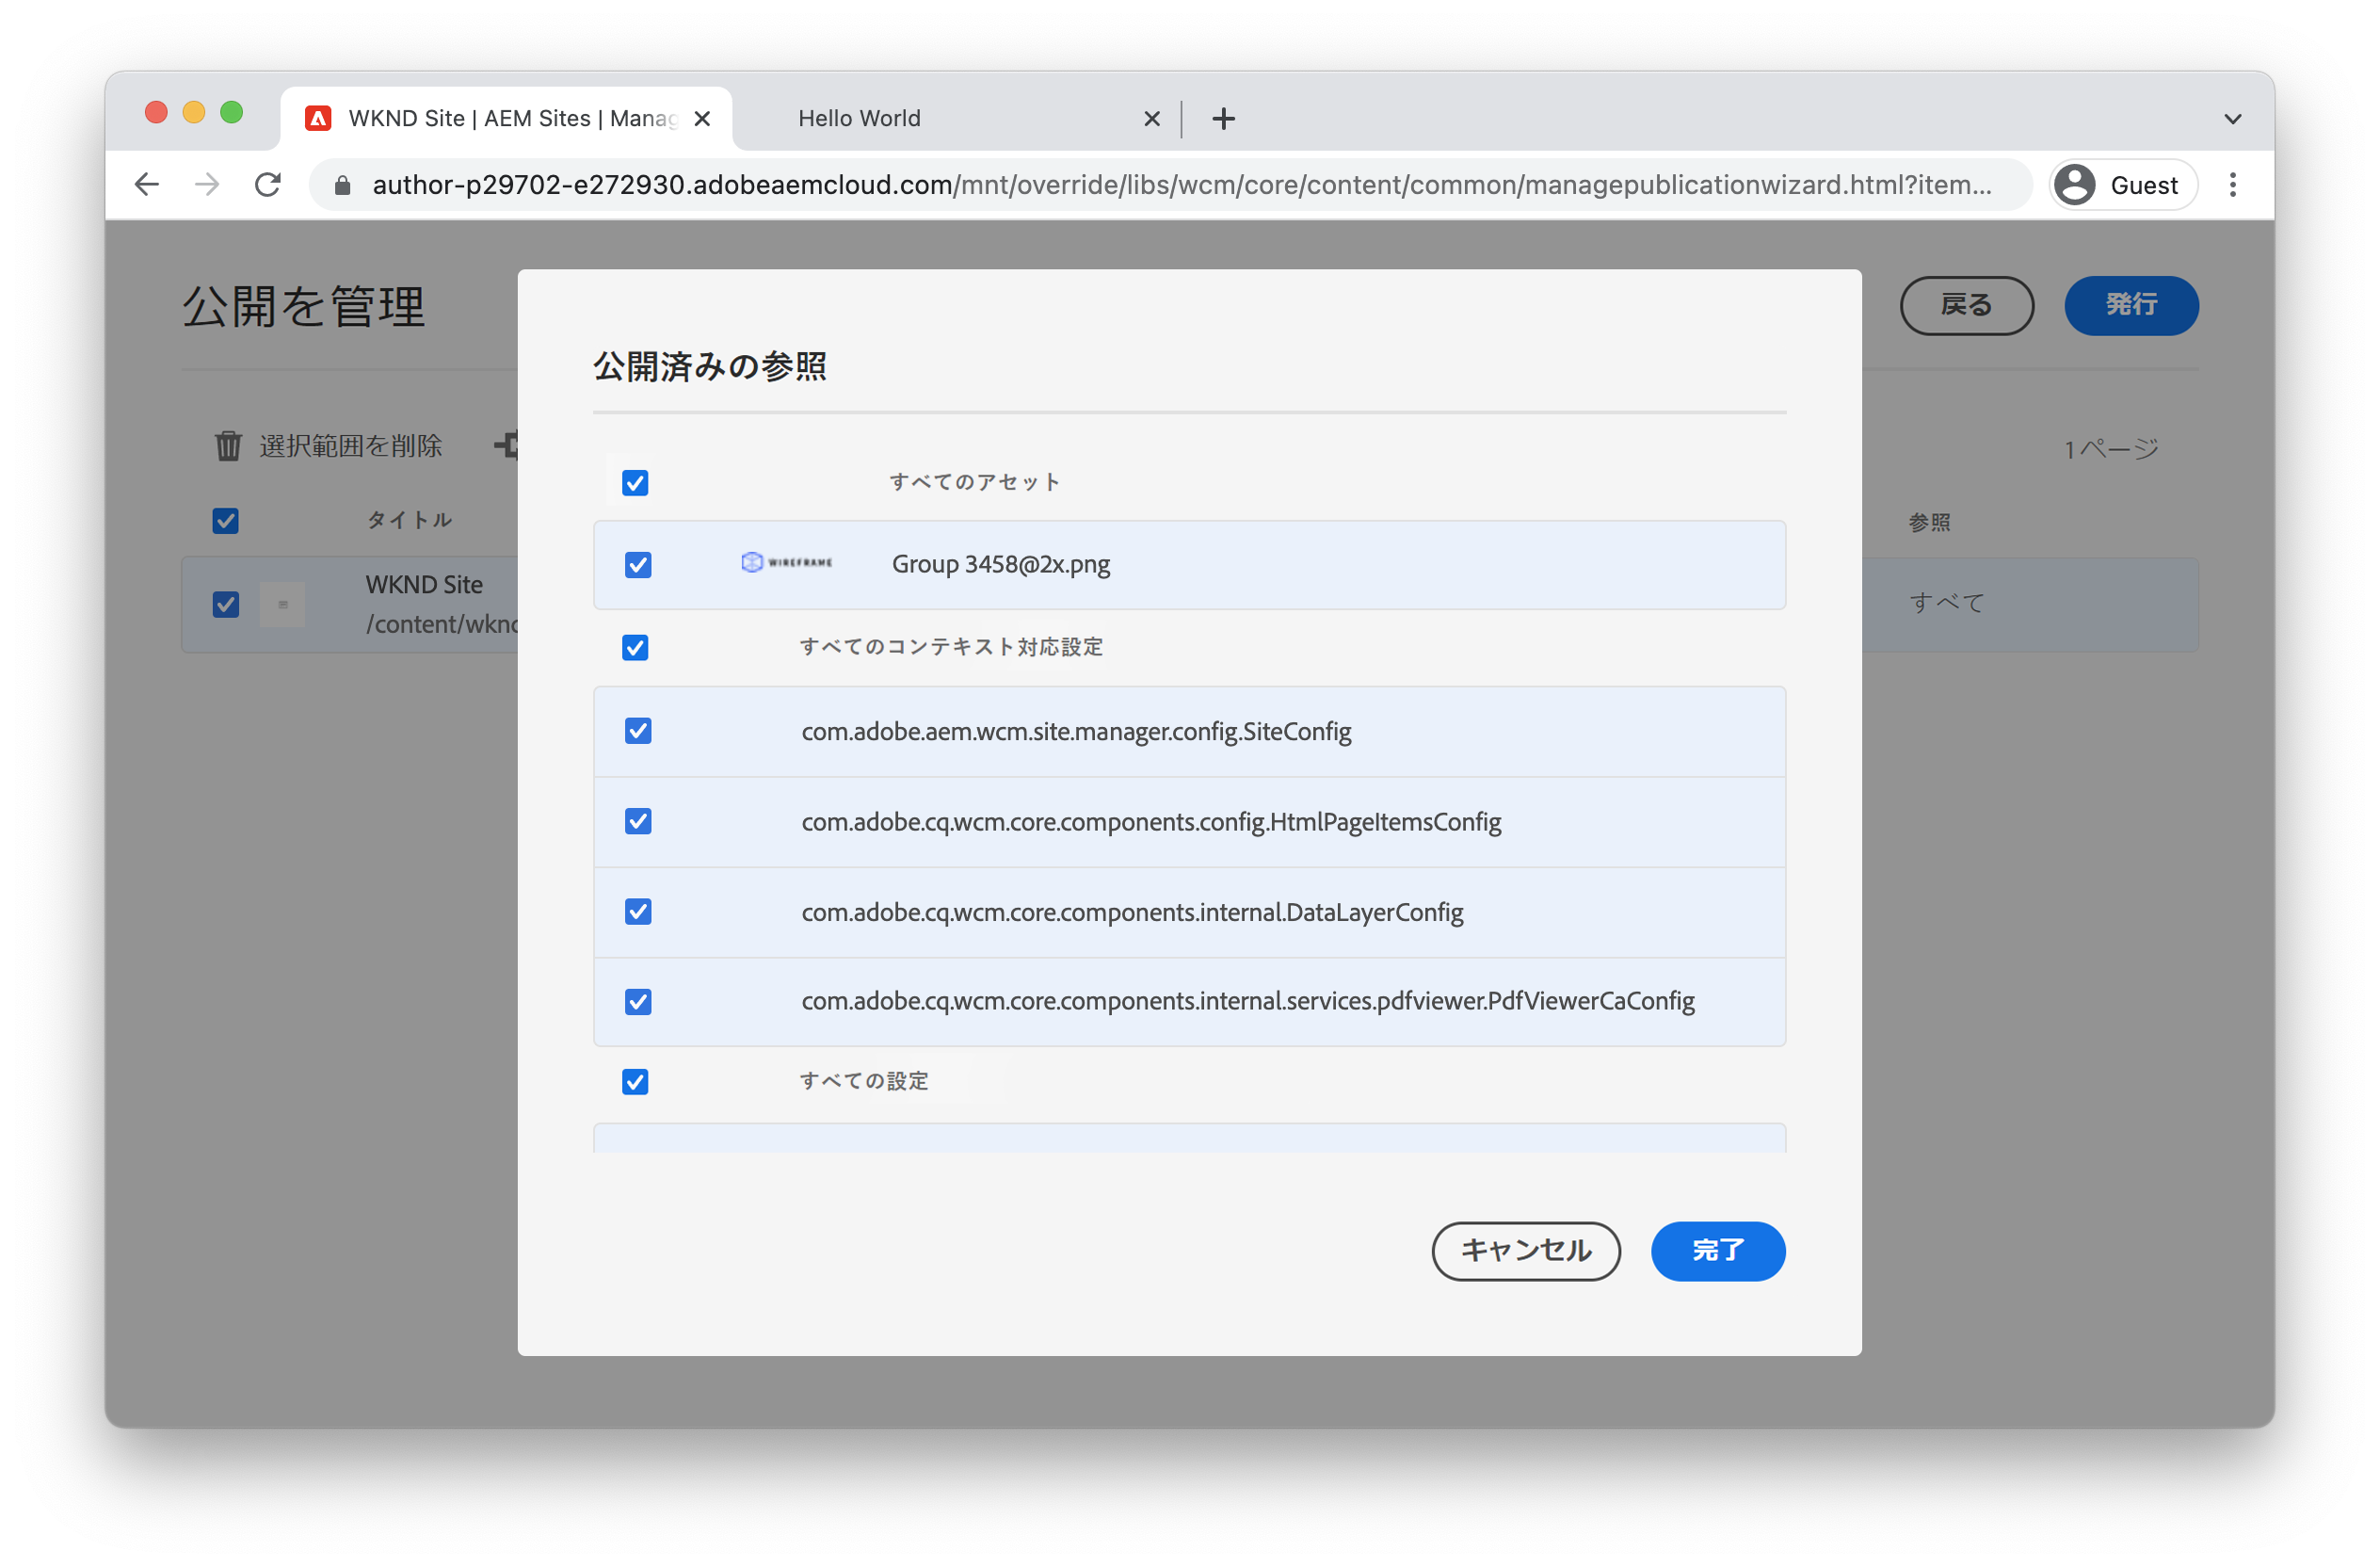 WKND Site | AEM Sites | Manag
Hello World
author-p29702-e272930.adobeaemcloud.com/mnt/override/libs/wcm/core/content/common/managepublicationwizard.html?item...
Guest
公開を管理
戻る
発行
選択範囲を削除
1ページ
タイトル
参照
WKND Site
/content/wknd
すべて
公開済みの参照
すべてのアセット
WIREFRAME
Group 3458@2x.png
すべてのコンテキスト対応設定
com.adobe.aem.wcm.site.manager.config.SiteConfig
com.adobe.cq.wcm.core.components.config.HtmlPageItemsConfig
com.adobe.cq.wcm.core.components.internal.DataLayerConfig
com.adobe.cq.wcm.core.components.internal.services.pdfviewer.PdfViewerCaConfig
すべての設定
キャンセル
完了